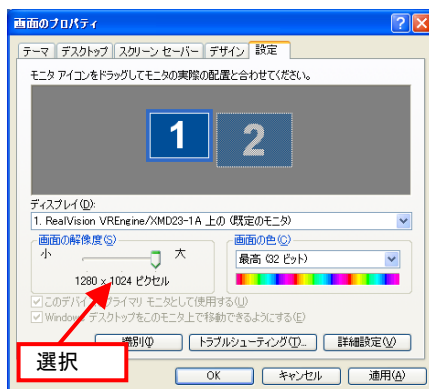 画面のプロパティ
テーマ デスクトップ スクリーン セーバー デザイン 設定
モニタ アイコンをドラッグしてモニタの実際の配置と合わせてください。
1 2
ディスプレイ(D):
1. RealVision VREngine/XMD23-1A 上の (既定のモニタ)
画面の解像度(S)
小 大
1280 x 1024 ピクセル
画面の色(C)
最高 (32 ビット)
このデバイ プライマリ モニタとして使用する(U)
Window デスクトップをこのモニタ上で移動できるようにする(E)
選択
識別(I) トラブルシューティング(T)... 詳細設定(V)
OK キャンセル 適用(A)